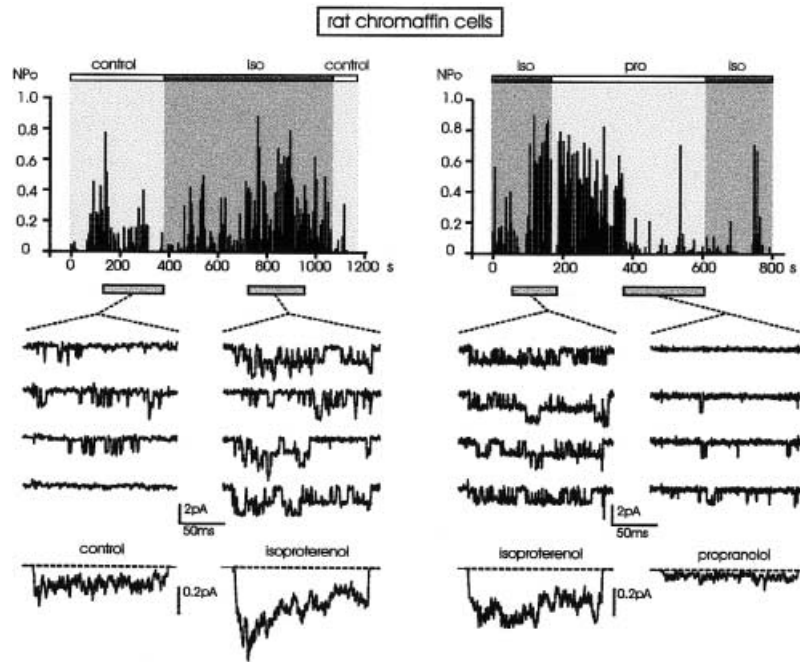 rat chromaffin cells
control iso control
iso pro iso
NPo
1.0
0.8
0.6
0.4
0.2
0
0 200 400 600 800 1000 1200 s
NPo
1.0
0.8
0.6
0.4
0.2
0
0 200 400 600 800 s
2pA
50ms
2pA
50ms
control
isoproterenol
0.2pA
isoproterenol
propranolol
0.2pA